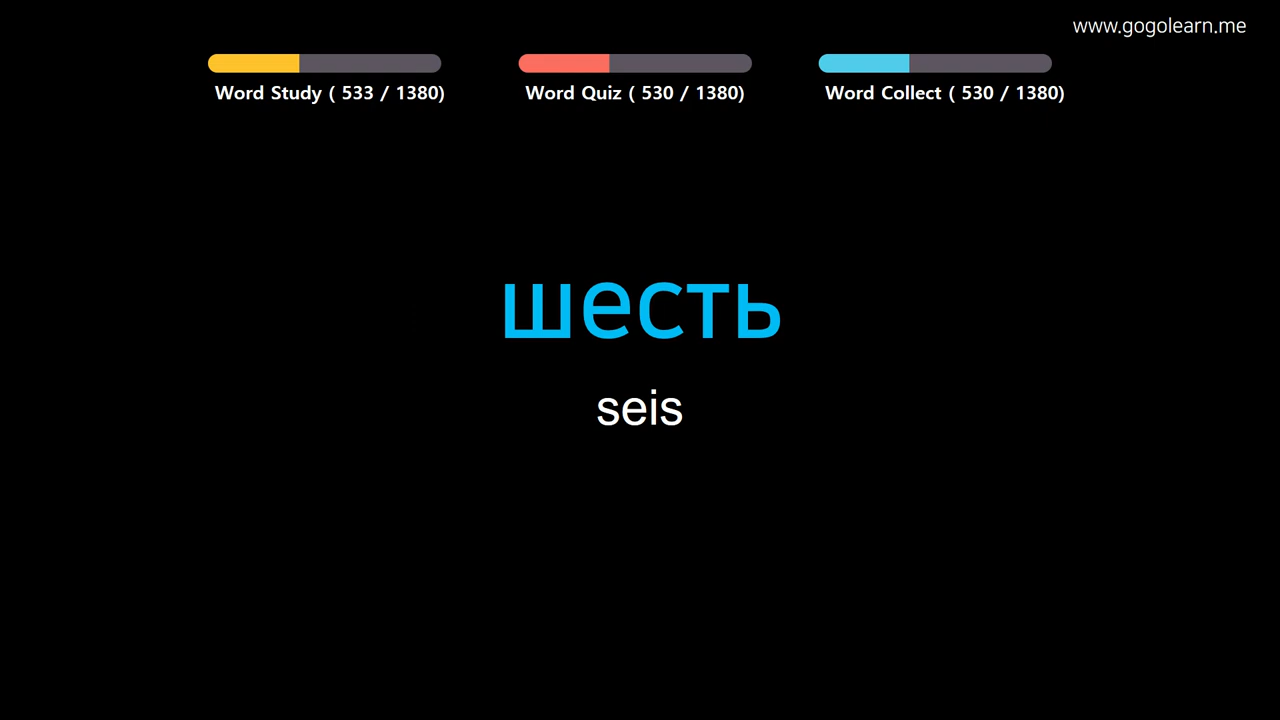 www.gogolearn.me
Word Study ( 533 / 1380)
Word Quiz ( 530 / 1380)
Word Collect ( 530 / 1380)
шесть
seis